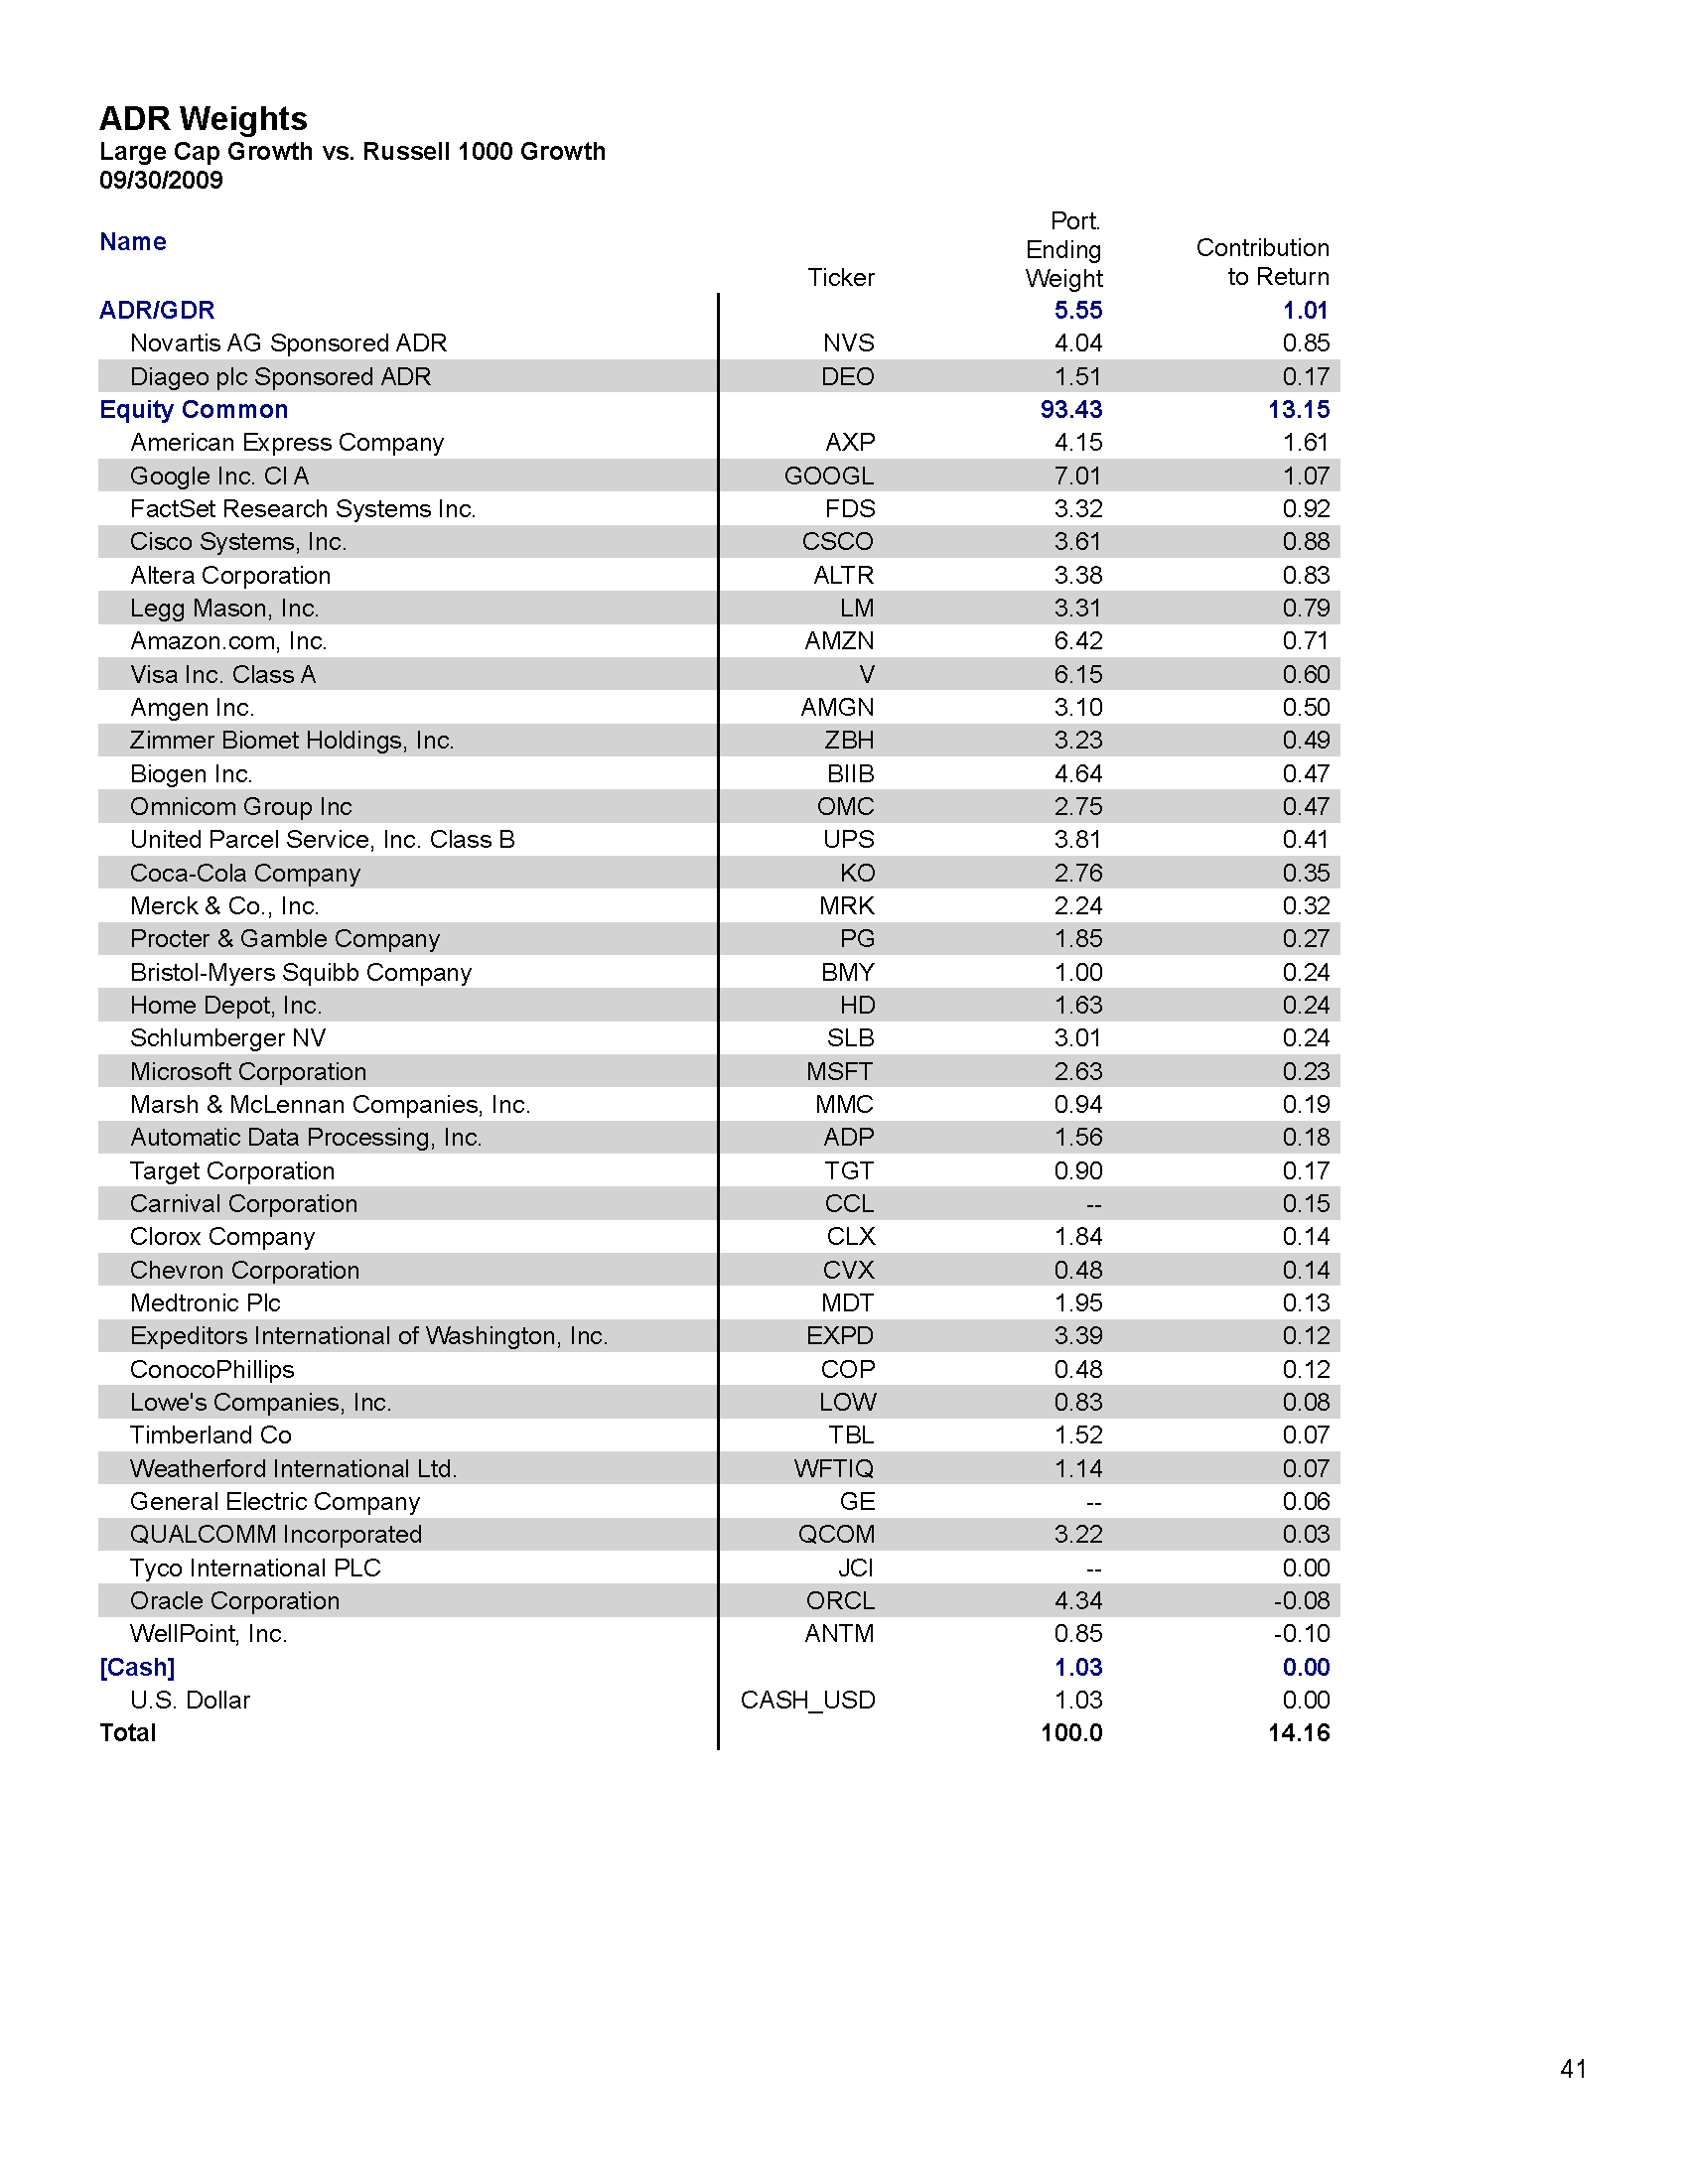 ADR Weights
Large Cap Growth vs. Russell 1000 Growth
09/30/2009
Name Ticker Port. Ending Weight Contribution to Return
ADR/GDR 5.55 1.01
Novartis AG Sponsored ADR NVS 4.04 0.85
Diageo plc Sponsored ADR DEO 1.51 0.17
Equity Common 93.43 13.15
American Express Company AXP 4.15 1.61
Google Inc. Cl A GOOGL 7.01 1.07
FactSet Research Systems Inc. FDS 3.32 0.92
Cisco Systems, Inc. CSCO 3.61 0.88
Altera Corporation ALTR 3.38 0.83
Legg Mason, Inc. LM 3.31 0.79
Amazon.com, Inc. AMZN 6.42 0.71
Visa Inc. Class A V 6.15 0.60
Amgen Inc. AMGN 3.10 0.50
Zimmer Biomet Holdings, Inc. ZBH 3.23 0.49
Biogen Inc. BIIB 4.64 0.47
Omnicom Group Inc OMC 2.75 0.47
United Parcel Service, Inc. Class B UPS 3.81 0.41
Coca-Cola Company KO 2.76 0.35
Merck & Co., Inc. MRK 2.24 0.32
Procter & Gamble Company PG 1.85 0.27
Bristol-Myers Squibb Company BMY 1.00 0.24
Home Depot, Inc. HD 1.63 0.24
Schlumberger NV SLB 3.01 0.24
Microsoft Corporation MSFT 2.63 0.23
Marsh & McLennan Companies, Inc. MMC 0.94 0.19
Automatic Data Processing, Inc. ADP 1.56 0.18
Target Corporation TGT 0.90 0.17
Carnival Corporation CCL -- 0.15
Clorox Company CLX 1.84 0.14
Chevron Corporation CVX 0.48 0.14
Medtronic Plc MDT 1.95 0.13
Expeditors International of Washington, Inc. EXPD 3.39 0.12
ConocoPhillips COP 0.48 0.12
Lowe's Companies, Inc. LOW 0.83 0.08
Timberland Co TBL 1.52 0.07
Weatherford International Ltd. WFTIQ 1.14 0.07
General Electric Company GE -- 0.06
QUALCOMM Incorporated QCOM 3.22 0.03
Tyco International PLC JCI -- 0.00
Oracle Corporation ORCL 4.34 -0.08
WellPoint, Inc. ANTM 0.85 -0.10
[Cash] 1.03 0.00
U.S. Dollar CASH_USD 1.03 0.00
Total 100.0 14.16
41